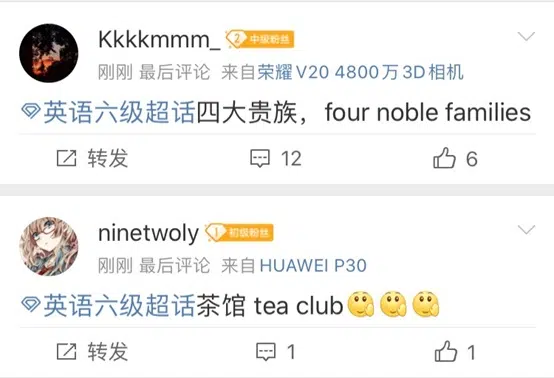 Kkkkmmm_ 2 中级粉丝
刚刚 最后评论 来自荣耀V20 4800万3D相机
英语六级超话四大贵族，four noble families
转发 12 6
ninetwoly 1 初级粉丝
刚刚 最后评论 来自HUAWEI P30
英语六级超话茶馆 tea club🤔🤔🤔
转发 1 1